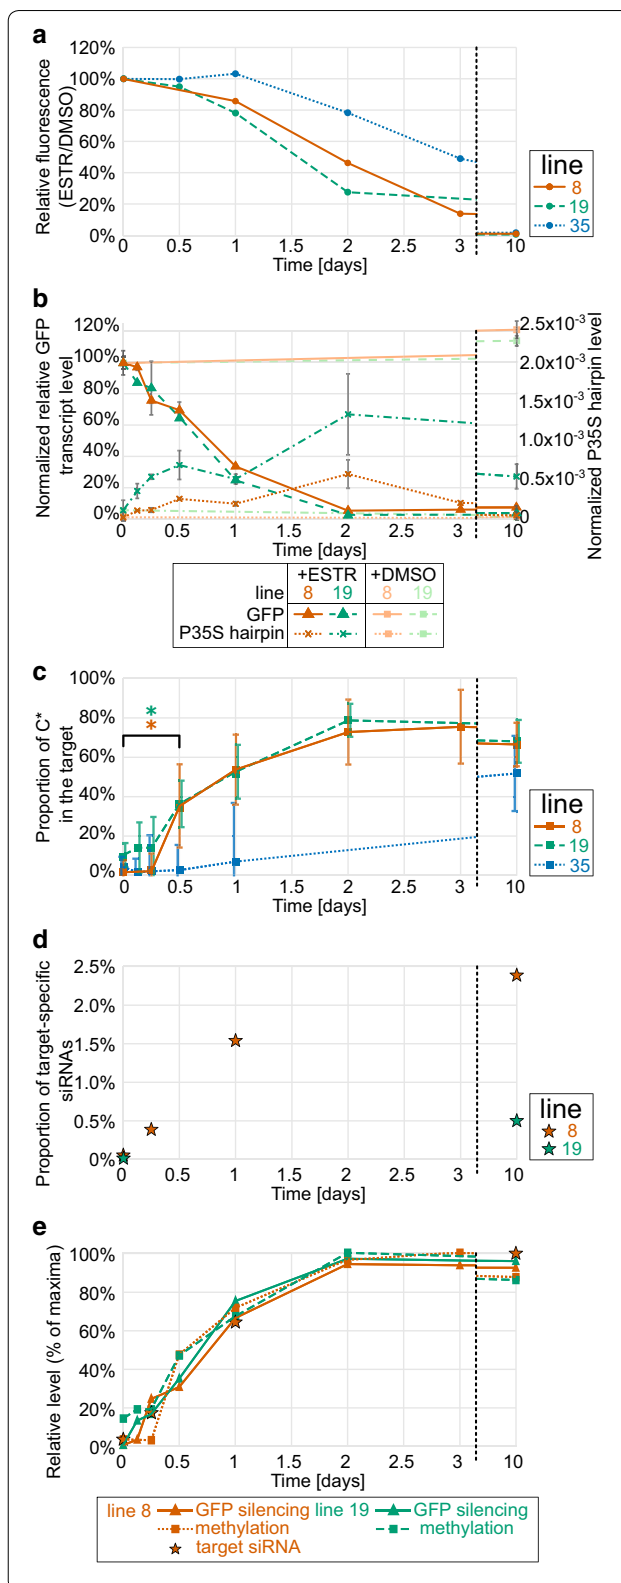 a
Relative fluorescence
(ESTR/DMSO)
120%
100%
80%
60%
40%
20%
0%
0 0.5 1 1.5 2 2.5 3 10
Time [days]
line
8
19
35
b
Normalized relative GFP
transcript level
120%
100%
80%
60%
40%
20%
0%
2.5x10-3
2.0x10-3
1.5x10-3
1.0x10-3
0.5x10-3
0
Normalized P35S hairpin level
0 0.5 1 1.5 2 2.5 3 10
Time [days]
+ESTR +DMSO
line 8 19 8 19
GFP
P35S hairpin
c
Proportion of C*
in the target
100%
80%
60%
40%
20%
0%
*
*
0 0.5 1 1.5 2 2.5 3 10
Time [days]
line
8
19
35
d
Proportion of target-specific
siRNAs
2.5%
2.0%
1.5%
1.0%
0.5%
0%
0 0.5 1 1.5 2 2.5 3 10
Time [days]
line
8
19
e
Relative level (% of maxima)
100%
80%
60%
40%
20%
0%
0 0.5 1 1.5 2 2.5 3 10
Time [days]
line 8 GFP silencing line 19 GFP silencing
methylation methylation
target siRNA